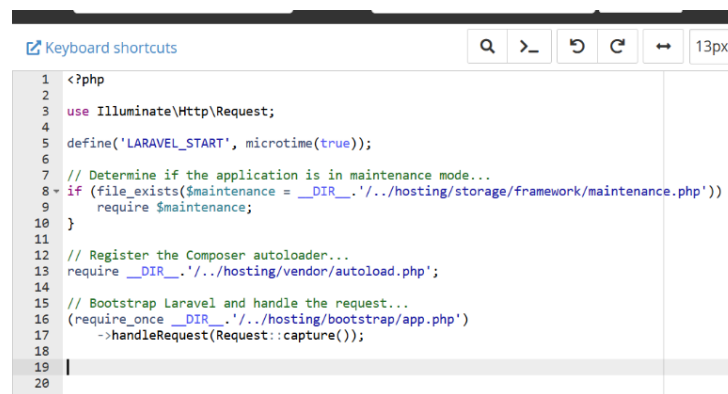 Keyboard shortcuts
13px
1 <?php
2
3 use Illuminate\Http\Request;
4
5 define('LARAVEL_START', microtime(true));
6
7 // Determine if the application is in maintenance mode...
8 if (file_exists($maintenance = __DIR__.'/../hosting/storage/framework/maintenance.php'))
9     require $maintenance;
10 }
11
12 // Register the Composer autoloader...
13 require __DIR__.'/../hosting/vendor/autoload.php';
14
15 // Bootstrap Laravel and handle the request...
16 (require_once __DIR__.'/../hosting/bootstrap/app.php')
17     ->handleRequest(Request::capture());
18
19
20